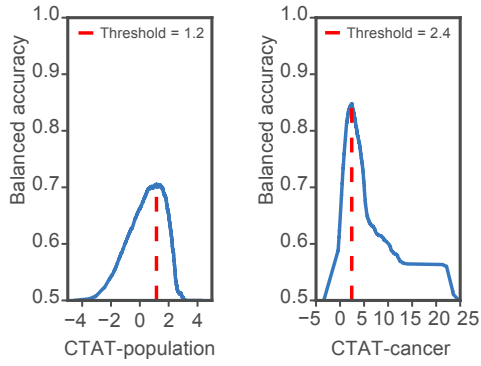 Balanced accuracy
1.0
0.9
0.8
0.7
0.6
0.5
Threshold = 1.2
−4 −2 0 2 4
CTAT-population
Balanced accuracy
1.0
0.9
0.8
0.7
0.6
0.5
Threshold = 2.4
−5 0 5 10 15 20 25
CTAT-cancer